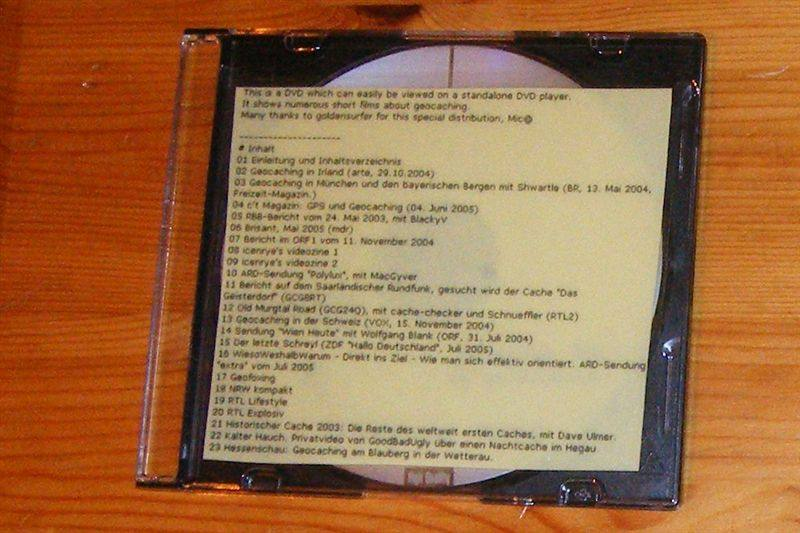 This is a DVD which can easily be viewed on a standalone DVD player.
It shows numerous short films about geocaching.
Many thanks to goldensurfer for this special distribution, Mic@
-----------------------
# Inhalt
01 Einleitung und Inhaltsverzeichnis
02 Geocaching in Irland (arte, 29.10.2004)
03 Geocaching in München und den bayerischen Bergen mit Shwartle (BR, 13. Mai 2004,
Freizeit-Magazin.)
04 c't Magazin: GPS und Geocaching (04. Juni 2005)
05 RBB-Bericht vom 24. Mai 2003, mit BlackyV
06 Brisant, Mai 2005 (mdr)
07 Bericht im ORF1 vom 11. November 2004
08 icenrye's videozine 1
09 icenrye's videozine 2
10 ARD-Sendung "Polylux", mit MacGyver
11 Bericht auf dem Saarländischer Rundfunk, gesucht wird der Cache "Das
Geisterdorf" (GCG8RT)
12 Old Murgtal Road (GCG24Q), mit cache-checker und Schnueffler (RTL2)
13 Geocaching in der Schweiz (VOX, 15. November 2004)
14 Sendung "Wien Heute" mit Wolfgang Blank (ORF, 31. Juli 2004)
15 Der letzte Schrey! (ZDF "Hallo Deutschland", Juli 2005)
16 WiesoWeshalbWarum - Direkt ins Ziel - Wie man sich effektiv orientiert. ARD-Sendung
"extra" vom Juli 2005
17 Geofoxing
18 NRW kompakt
19 RTL Lifestyle
20 RTL Explosiv
21 Historischer Cache 2003: Die Reste des weltweit ersten Caches, mit Dave Ulmer.
22 Kalter Hauch. Privatvideo von GoodBadUgly über einen Nachtcache im Hegau
23 Hessenschau: Geocaching am Blauberg in der Wetterau.